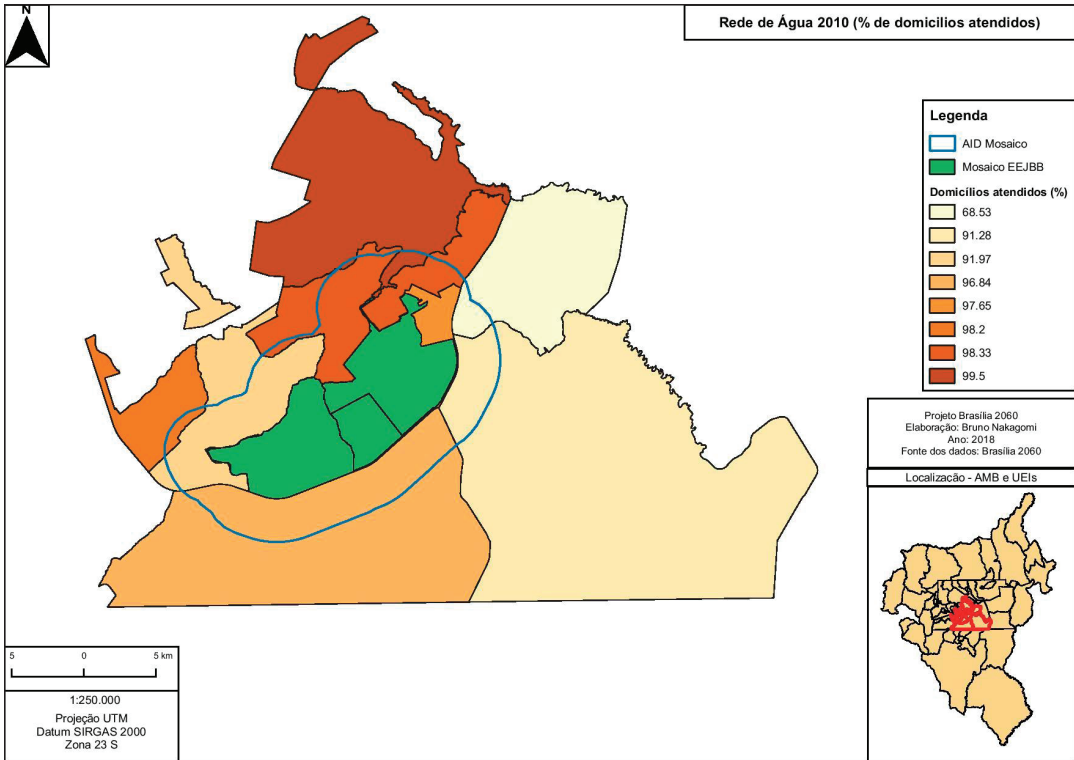 N
Rede de Água 2010 (% de domicílios atendidos)
Legenda
AID Mosaico
Mosaico EEJBB
Domicílios atendidos (%)
68.53
91.28
91.97
96.84
97.65
98.2
98.33
99.5
Projeto Brasília 2060
Elaboração: Bruno Nakagomi
Ano: 2018
Fonte dos dados: Brasília 2060
Localização - AMB e UEIs
5 0 5 km
1:250.000
Projeção UTM
Datum SIRGAS 2000
Zona 23 S